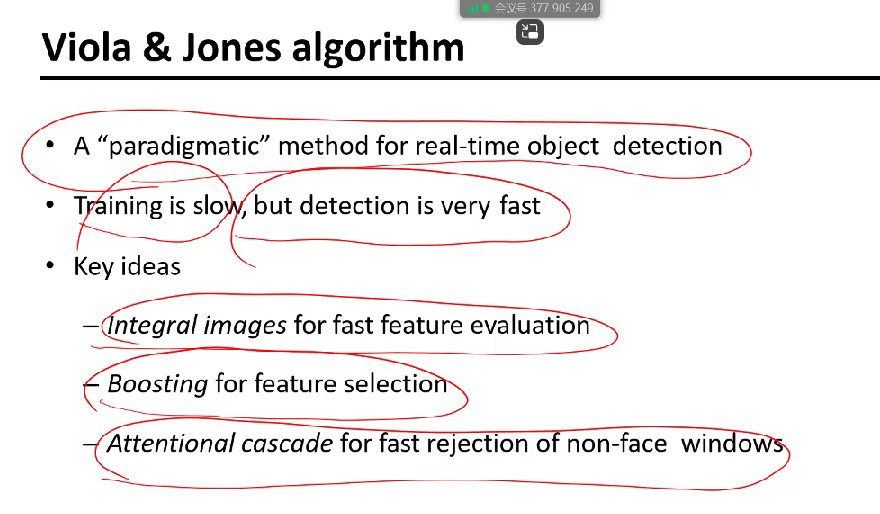 会议号 377 905 249
Viola & Jones algorithm
• A “paradigmatic” method for real-time object detection
• Training is slow, but detection is very fast
• Key ideas
– Integral images for fast feature evaluation
– Boosting for feature selection
– Attentional cascade for fast rejection of non-face windows